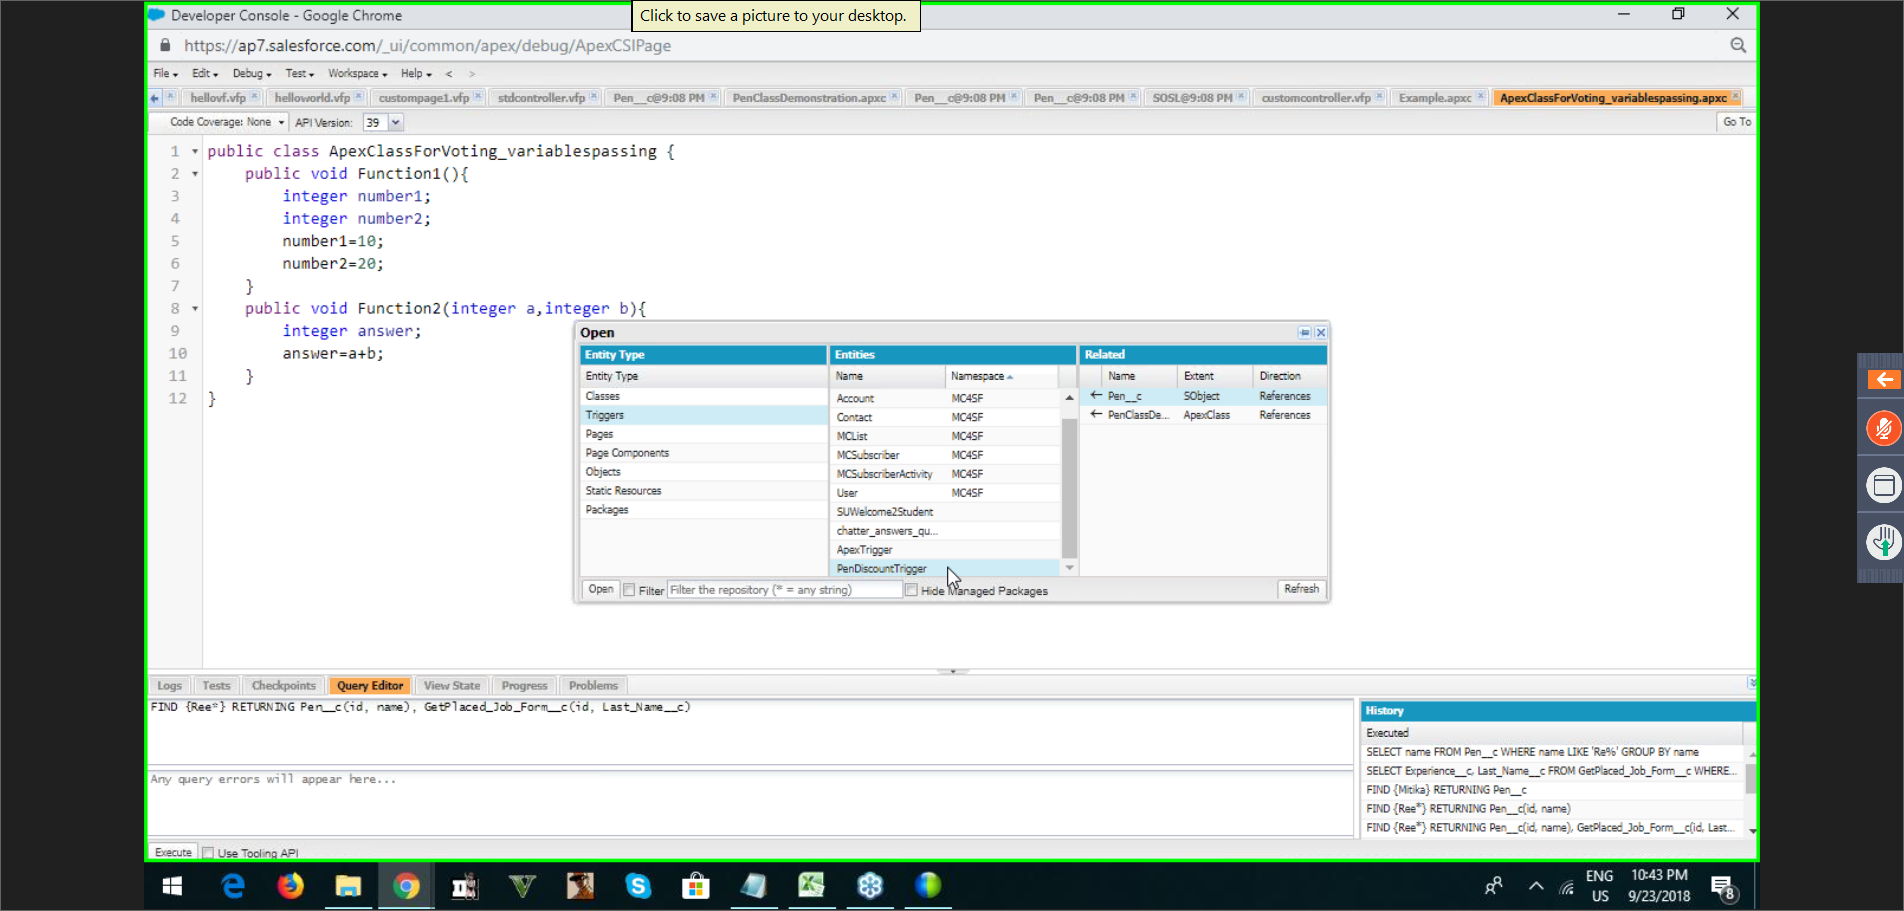 Developer Console - Google Chrome
Click to save a picture to your desktop.
https://ap7.salesforce.com/_ui/common/apex/debug/ApexCSIPage
File Edit Debug Test Workspace Help < >
hellovf.vfp helloworld.vfp custompage1.vfp stdcontroller.vfp Pen__c@9:08 PM PenClassDemonstration.apxc Pen__c@9:08 PM Pen__c@9:08 PM SOSL@9:08 PM customcontroller.vfp Example.apxc ApexClassForVoting_variablespassing.apxc
Code Coverage: None API Version: 39 Go To
1 public class ApexClassForVoting_variablespassing {
2 public void Function1(){
3 integer number1;
4 integer number2;
5 number1=10;
6 number2=20;
7 }
8 public void Function2(integer a,integer b){
9 integer answer;
10 answer=a+b;
11 }
12 }
Open
Entity Type Entities Related
Entity Type Name Namespace Name Extent Direction
Classes Account MC4SF Pen__c SObject References
Triggers Contact MC4SF PenClassDe... ApexClass References
Pages MCList MC4SF
Page Components MCSubscriber MC4SF
Objects MCSubscriberActivity MC4SF
Static Resources User MC4SF
Packages SUWelcome2Student
chatter_answers_qu...
ApexTrigger
PenDiscountTrigger
Open Filter Filter the repository (* = any string) Hide Managed Packages Refresh
Logs Tests Checkpoints Query Editor View State Progress Problems
FIND {Ree*} RETURNING Pen__c(id, name), GetPlaced_Job_Form__c(id, Last_Name__c)
Any query errors will appear here...
History
Executed
SELECT name FROM Pen__c WHERE name LIKE 'Re%' GROUP BY name
SELECT Experience__c, Last_Name__c FROM GetPlaced_Job_Form__c WHERE...
FIND {Mitika} RETURNING Pen__c
FIND {Ree*} RETURNING Pen__c(id, name)
FIND {Ree*} RETURNING Pen__c(id, name), GetPlaced_Job_Form__c(id, Last...
Execute Use Tooling API
ENG
US
10:43 PM
9/23/2018
8